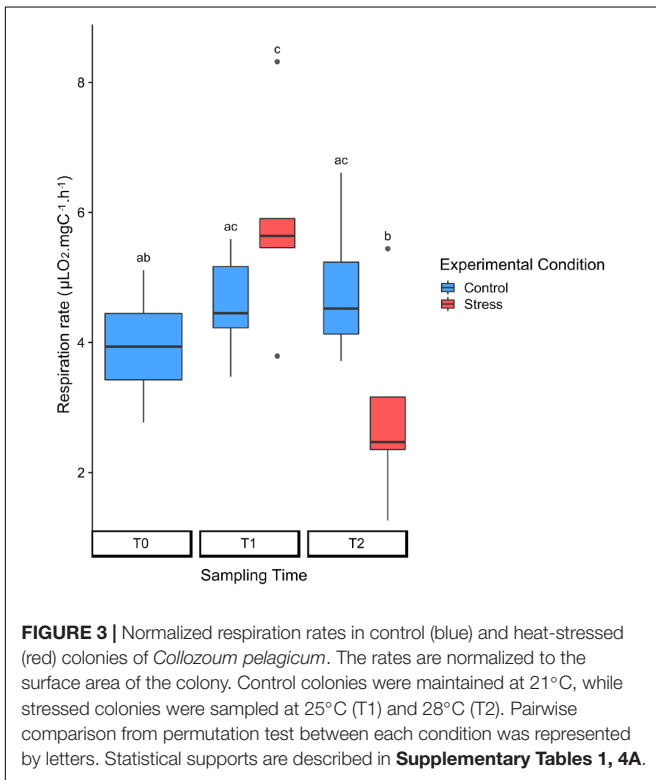 8
6
4
2
Respiration rate (µLO2.mgC-1.h-1)
ab
ac
c
ac
b
Experimental Condition
Control
Stress
T0 T1 T2
Sampling Time
FIGURE 3 | Normalized respiration rates in control (blue) and heat-stressed
(red) colonies of Collozoum pelagicum. The rates are normalized to the
surface area of the colony. Control colonies were maintained at 21°C, while
stressed colonies were sampled at 25°C (T1) and 28°C (T2). Pairwise
comparison from permutation test between each condition was represented
by letters. Statistical supports are described in Supplementary Tables 1, 4A.